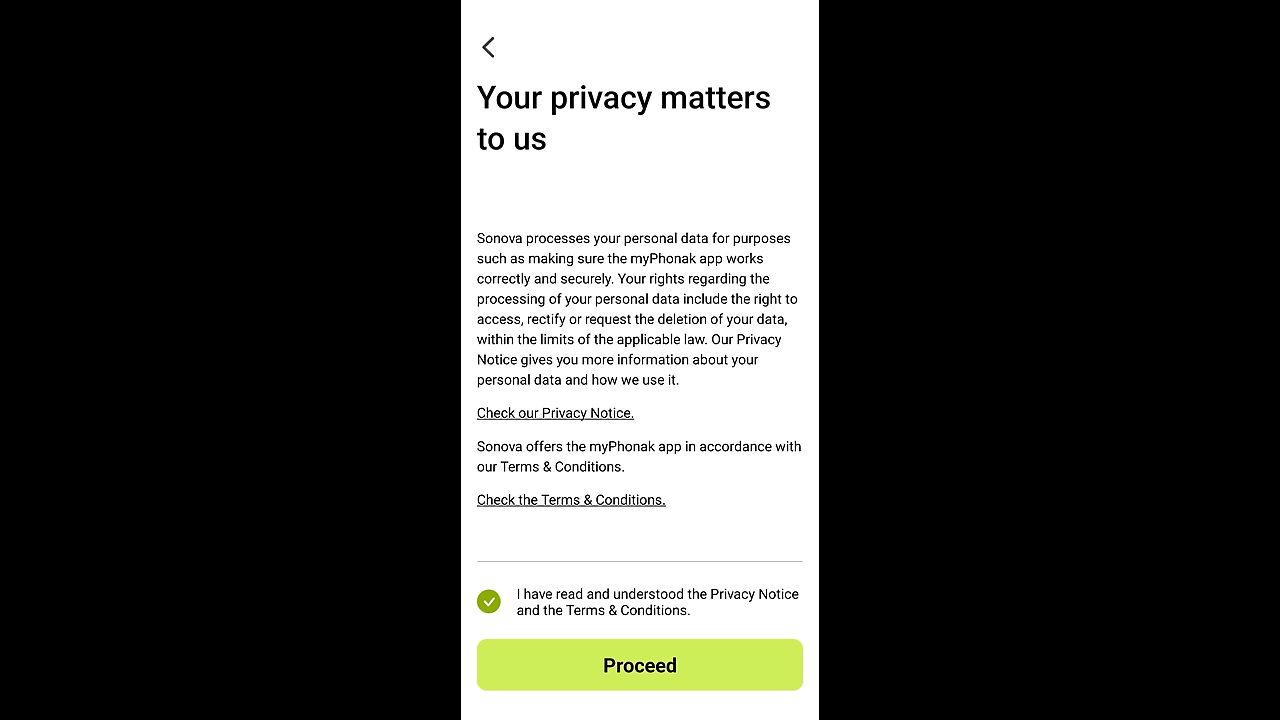 Your privacy matters
to us
Sonova processes your personal data for purposes
such as making sure the myPhonak app works
correctly and securely. Your rights regarding the
processing of your personal data include the right to
access, rectify or request the deletion of your data,
within the limits of the applicable law. Our Privacy
Notice gives you more information about your
personal data and how we use it.
Check our Privacy Notice.
Sonova offers the myPhonak app in accordance with
our Terms & Conditions.
Check the Terms & Conditions.
I have read and understood the Privacy Notice
and the Terms & Conditions.
Proceed